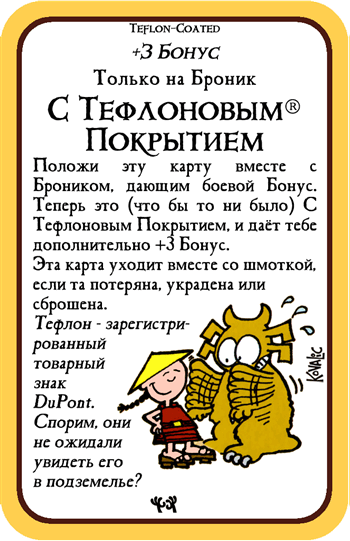 Teflon-Coated
+3 Бонус
Только на Броник
С Тефлоновым®
Покрытием
Положи эту карту вместе с
Броником, дающим боевой Бонус.
Теперь это (что бы то ни было) С
Тефлоновым Покрытием, и даёт тебе
дополнительно +3 Бонус.
Эта карта уходит вместе со шмоткой,
если та потеряна, украдена или
сброшена.
Тефлон - зарегистри-
рованный
товарный
знак
DuPont.
Спорим, они
не ожидали
увидеть его
в подземелье?
Kovalic